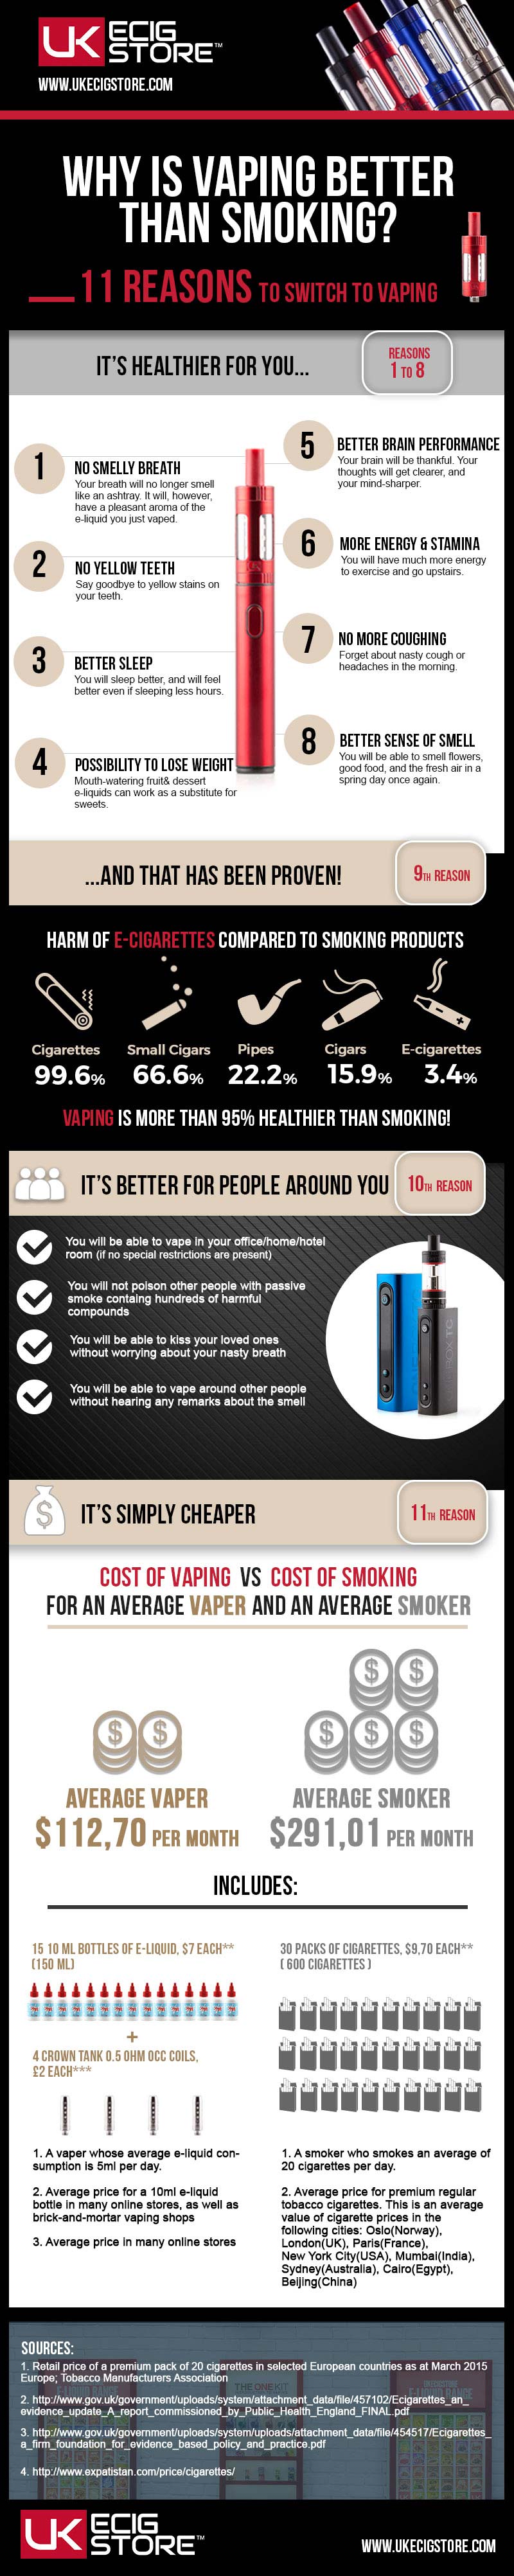 UK ECIG STORE™
WWW.UKECIGSTORE.COM
WHY IS VAPING BETTER
THAN SMOKING?
11 REASONS TO SWITCH TO VAPING
IT'S HEALTHIER FOR YOU...
REASONS
1 TO 8
1
NO SMELLY BREATH
Your breath will no longer smell
like an ashtray. It will, however,
have a pleasant aroma of the
e-liquid you just vaped.
2
NO YELLOW TEETH
Say goodbye to yellow stains on
your teeth.
3
BETTER SLEEP
You will sleep better, and will feel
better even if sleeping less hours.
4
POSSIBILITY TO LOSE WEIGHT
Mouth-watering fruit& dessert
e-liquids can work as a substitute for
sweets.
5
BETTER BRAIN PERFORMANCE
Your brain will be thankful. Your
thoughts will get clearer, and
your mind-sharper.
6
MORE ENERGY & STAMINA
You will have much more energy
to exercise and go upstairs.
7
NO MORE COUGHING
Forget about nasty cough or
headaches in the morning.
8
BETTER SENSE OF SMELL
You will be able to smell flowers,
good food, and the fresh air in a
spring day once again.
...AND THAT HAS BEEN PROVEN!
9TH REASON
HARM OF E-CIGARETTES COMPARED TO SMOKING PRODUCTS
Cigarettes Small Cigars Pipes Cigars E-cigarettes
99.6% 66.6% 22.2% 15.9% 3.4%
VAPING IS MORE THAN 95% HEALTHIER THAN SMOKING!
IT'S BETTER FOR PEOPLE AROUND YOU
10TH REASON
You will be able to vape in your office/home/hotel
room (if no special restrictions are present)
You will not poison other people with passive
smoke containg hundreds of harmful
compounds
You will be able to kiss your loved ones
without worrying about your nasty breath
You will be able to vape around other people
without hearing any remarks about the smell
IT'S SIMPLY CHEAPER
11TH REASON
COST OF VAPING VS COST OF SMOKING
FOR AN AVERAGE VAPER AND AN AVERAGE SMOKER
AVERAGE VAPER
$112,70 PER MONTH
AVERAGE SMOKER
$291,01 PER MONTH
INCLUDES:
15 10 ML BOTTLES OF E-LIQUID, $7 EACH**
(150 ML)
+
4 CROWN TANK 0.5 OHM OCC COILS,
£2 EACH***
1. A vaper whose average e-liquid con-
sumption is 5ml per day.
2. Average price for a 10ml e-liquid
bottle in many online stores, as well as
brick-and-mortar vaping shops
3. Average price in many online stores
30 PACKS OF CIGARETTES, $9,70 EACH**
( 600 CIGARETTES )
1. A smoker who smokes an average of
20 cigarettes per day.
2. Average price for premium regular
tobacco cigarettes. This is an average
value of cigarette prices in the
following cities: Oslo(Norway),
London(UK), Paris(France),
New York City(USA), Mumbai(India),
Sydney(Australia), Cairo(Egypt),
Beijing(China)
SOURCES:
1. Retail price of a premium pack of 20 cigarettes in selected European countries as at March 2015
Europe; Tobacco Manufacturers Association
2. http://www.gov.uk/government/uploads/system/attachment_data/file/457102/Ecigarettes_an_
evidence_update_A_report_commissioned_by_Public_Health_England_FINAL.pdf
3. http://www.gov.uk/government/uploads/system/uploads/attachment_data/file/454517/Ecigarettes_
a_firm_foundation_for_evidence_based_policy_and_practice.pdf
4. http://www.expatistan.com/price/cigarettes/
UK ECIG STORE™
WWW.UKECIGSTORE.COM